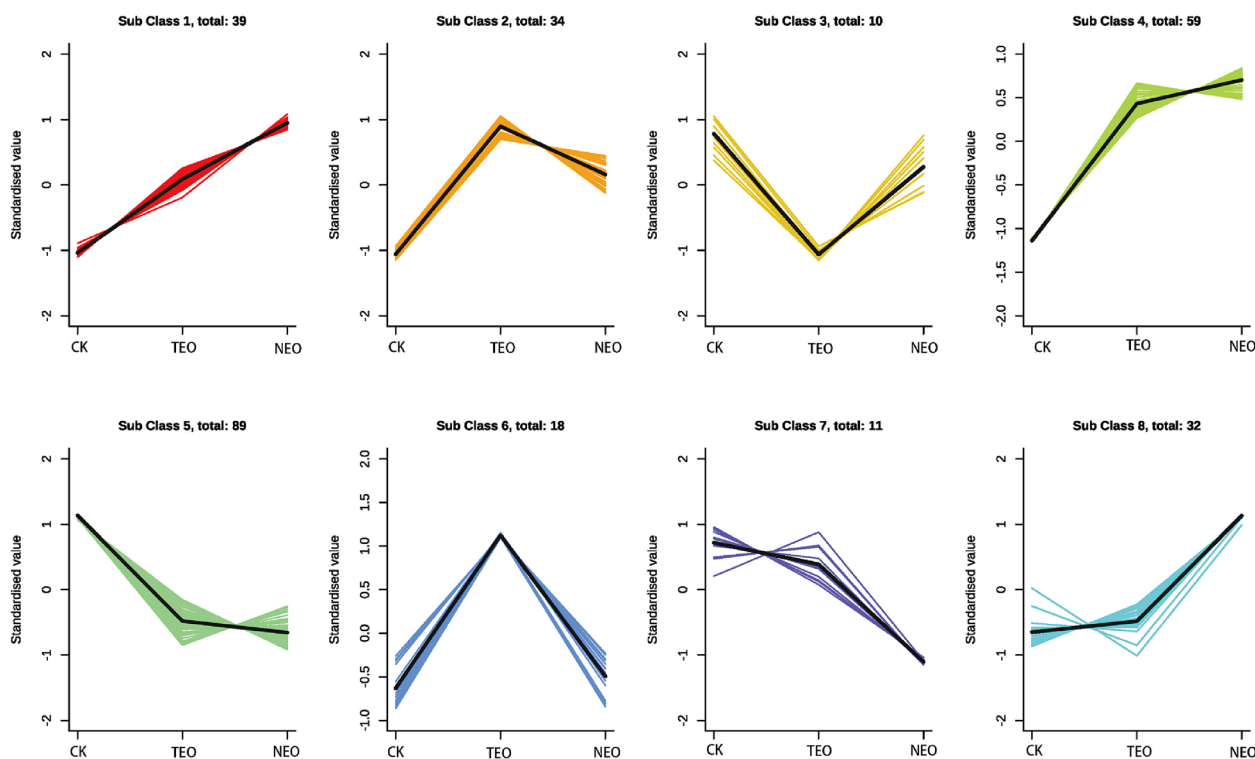 Sub Class 1, total: 39
Standardised value
2
1
0
-1
-2
CK
TEO
NEO
Sub Class 2, total: 34
Standardised value
2
1
0
-1
-2
CK
TEO
NEO
Sub Class 3, total: 10
Standardised value
2
1
0
-1
-2
CK
TEO
NEO
Sub Class 4, total: 59
Standardised value
1.0
0.5
0.0
-0.5
-1.0
-1.5
-2.0
CK
TEO
NEO
Sub Class 5, total: 89
Standardised value
2
1
0
-1
-2
CK
TEO
NEO
Sub Class 6, total: 18
Standardised value
2.0
1.5
1.0
0.5
0.0
-0.5
-1.0
CK
TEO
NEO
Sub Class 7, total: 11
Standardised value
2
1
0
-1
-2
CK
TEO
NEO
Sub Class 8, total: 32
Standardised value
2
1
0
-1
-2
CK
TEO
NEO